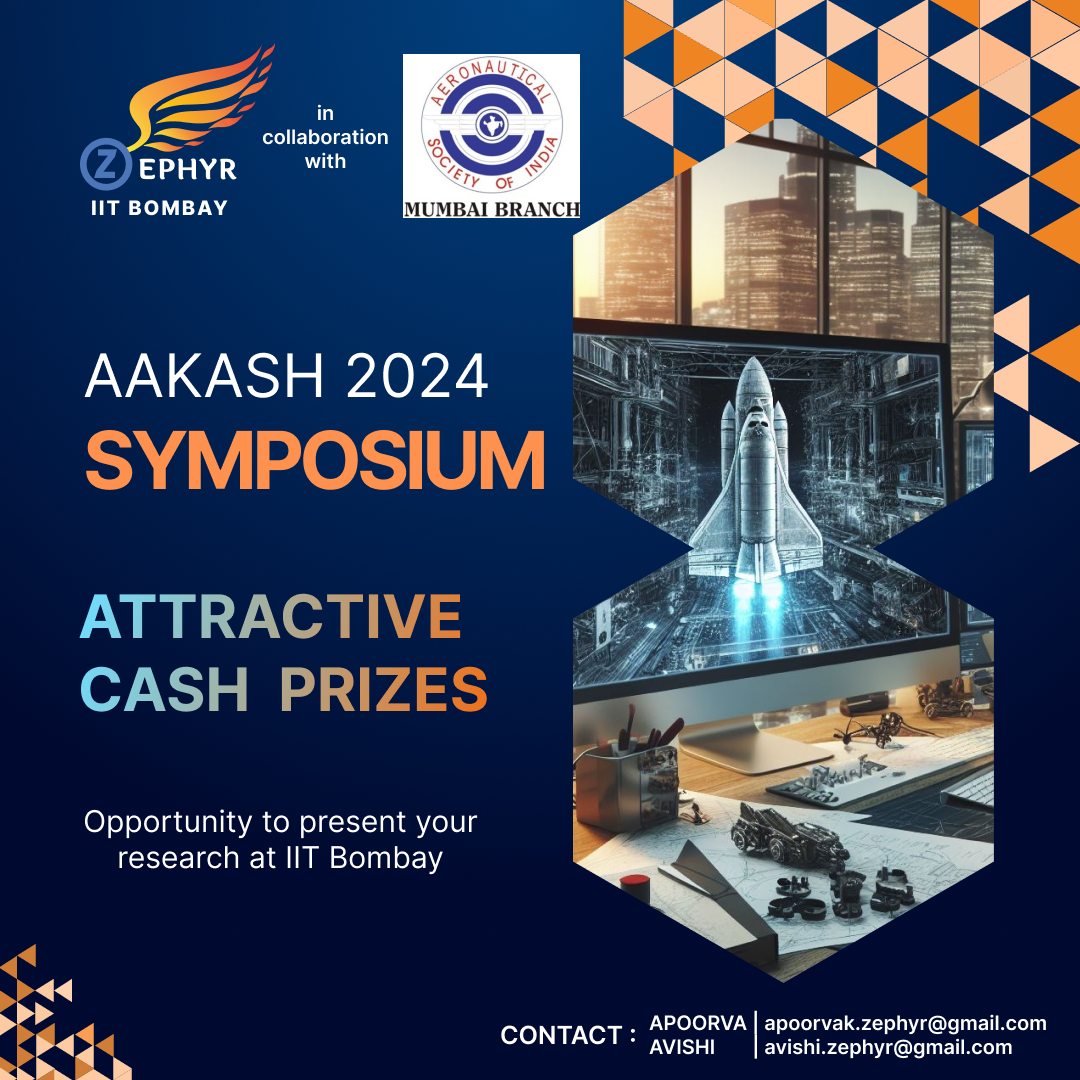 ZEPHYR
IIT BOMBAY
in
collaboration
with
AERONAUTICAL
SOCIETY OF INDIA
MUMBAI BRANCH
AAKASH 2024
SYMPOSIUM
ATTRACTIVE
CASH PRIZES
Opportunity to present your
research at IIT Bombay
CONTACT :
APOORVA | apoorvak.zephyr@gmail.com
AVISHI | avishi.zephyr@gmail.com